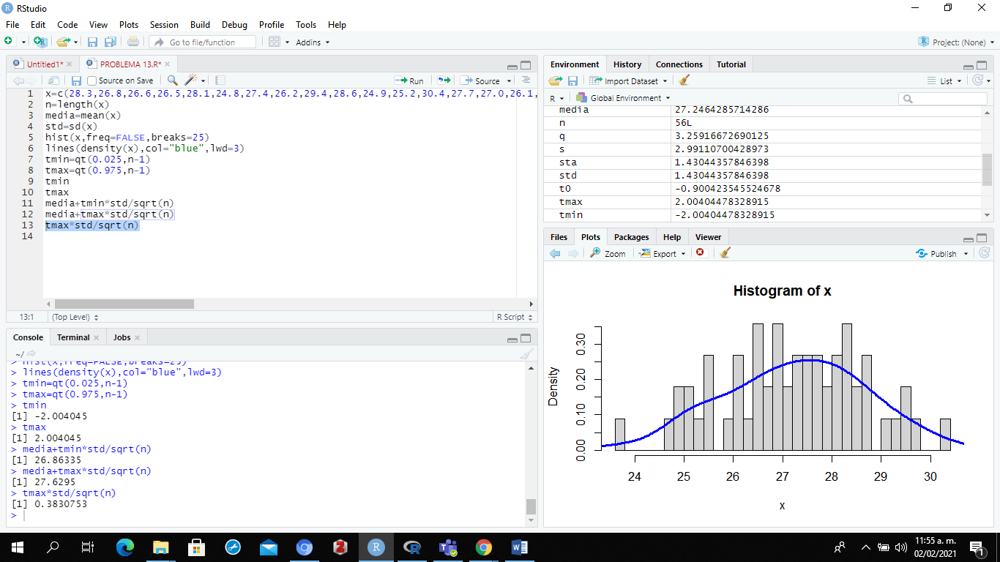 RStudio
File Edit Code View Plots Session Build Debug Profile Tools Help
Go to file/function Addins Project: (None)
Untitled1* PROBLEMA 13.R*
Source on Save Run Source
1 x=c(28.3,26.8,26.6,26.5,28.1,24.8,27.4,26.2,29.4,28.6,24.9,25.2,30.4,27.7,27.0,26.1,
2 n=length(x)
3 media=mean(x)
4 std=sd(x)
5 hist(x,freq=FALSE,breaks=25)
6 lines(density(x),col="blue",lwd=3)
7 tmin=qt(0.025,n-1)
8 tmax=qt(0.975,n-1)
9 tmin
10 tmax
11 media+tmin*std/sqrt(n)
12 media+tmax*std/sqrt(n)
13 tmax*std/sqrt(n)
14
13:1 (Top Level) R Script
Console Terminal Jobs
~/
> hist(x,freq=FALSE,breaks=25)
> lines(density(x),col="blue",lwd=3)
> tmin=qt(0.025,n-1)
> tmax=qt(0.975,n-1)
> tmin
[1] -2.004045
> tmax
[1] 2.004045
> media+tmin*std/sqrt(n)
[1] 26.86335
> media+tmax*std/sqrt(n)
[1] 27.6295
> tmax*std/sqrt(n)
[1] 0.3830753
>
Environment History Connections Tutorial
Import Dataset List
R Global Environment
media 27.2464285714286
n 56L
q 3.25916672690125
s 2.99110700428973
sta 1.43044357846398
std 1.43044357846398
t0 -0.900423545524678
tmax 2.00404478328915
tmin -2.00404478328915
Files Plots Packages Help Viewer
Zoom Export Publish
Histogram of x
Density
0.30
0.20
0.10
0.00
24 25 26 27 28 29 30
x
11:55 a. m.
02/02/2021
1